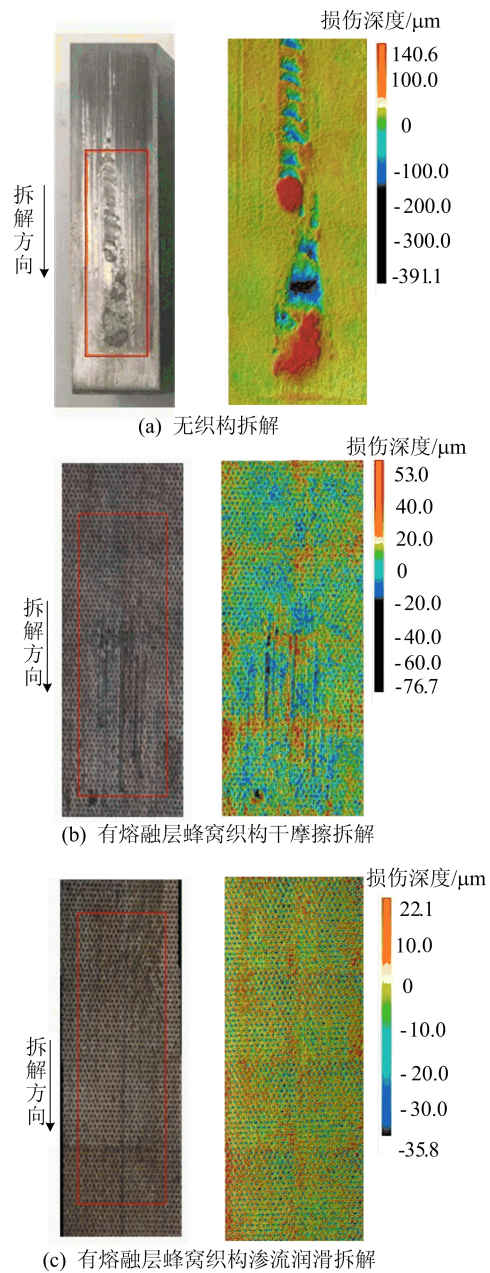 损伤深度/μm
140.6
100.0
0
-100.0
-200.0
-300.0
-391.1
拆解方向
(a) 无织构拆解
损伤深度/μm
53.0
40.0
20.0
0
-20.0
-40.0
-60.0
-76.7
拆解方向
(b) 有熔融层蜂窝织构干摩擦拆解
损伤深度/μm
22.1
10.0
0
-10.0
-20.0
-30.0
-35.8
拆解方向
(c) 有熔融层蜂窝织构渗流润滑拆解